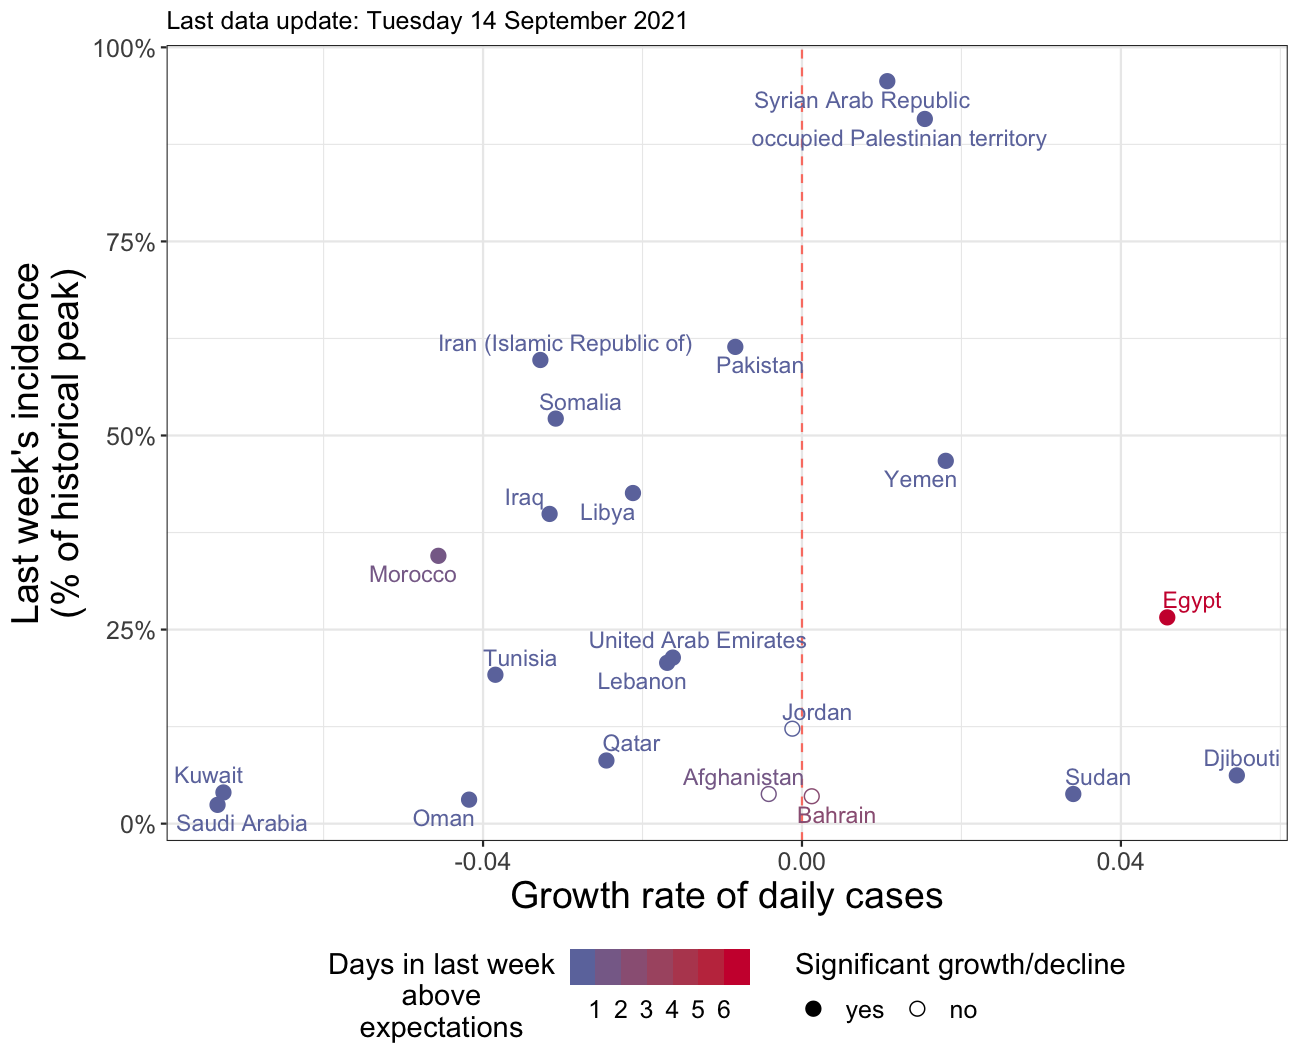 Last data update: Tuesday 14 September 2021
100%
75%
50%
25%
0%
Last week's incidence
(% of historical peak)
Syrian Arab Republic
occupied Palestinian territory
Iran (Islamic Republic of)
Pakistan
Somalia
Yemen
Iraq
Libya
Morocco
Egypt
United Arab Emirates
Tunisia
Lebanon
Jordan
Qatar
Djibouti
Kuwait
Afghanistan
Sudan
Saudi Arabia
Oman
Bahrain
-0.04
0.00
0.04
Growth rate of daily cases
Days in last week
above
expectations
1 2 3 4 5 6
Significant growth/decline
yes
no